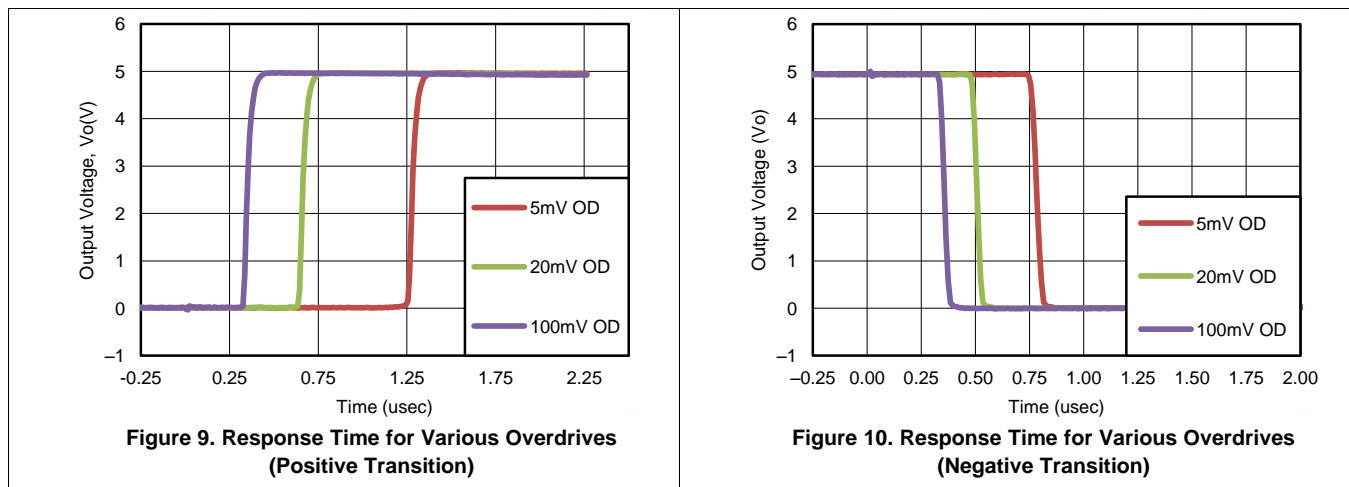 6
5
4
3
2
1
0
–1
Output Voltage, Vo(V)
5mV OD
20mV OD
100mV OD
-0.25 0.25 0.75 1.25 1.75 2.25
Time (usec)
Figure 9. Response Time for Various Overdrives
(Positive Transition)
6
5
4
3
2
1
0
–1
Output Voltage (Vo)
5mV OD
20mV OD
100mV OD
–0.25 0.00 0.25 0.50 0.75 1.00 1.25 1.50 1.75 2.00
Time (usec)
Figure 10. Response Time for Various Overdrives
(Negative Transition)